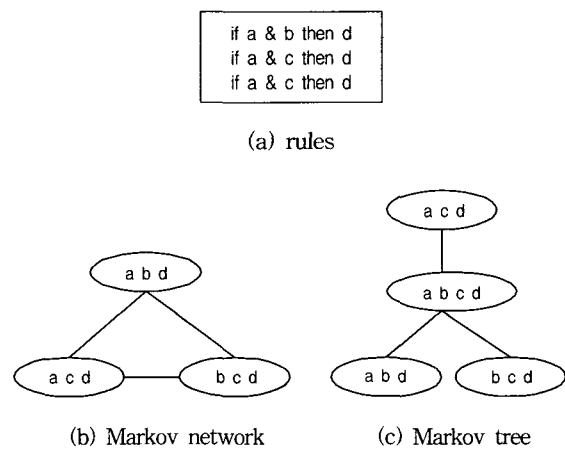 if a & b then d
if a & c then d
if a & c then d
(a) rules
a c d
a b d
a b c d
a c d
b c d
a b d
b c d
(b) Markov network
(c) Markov tree